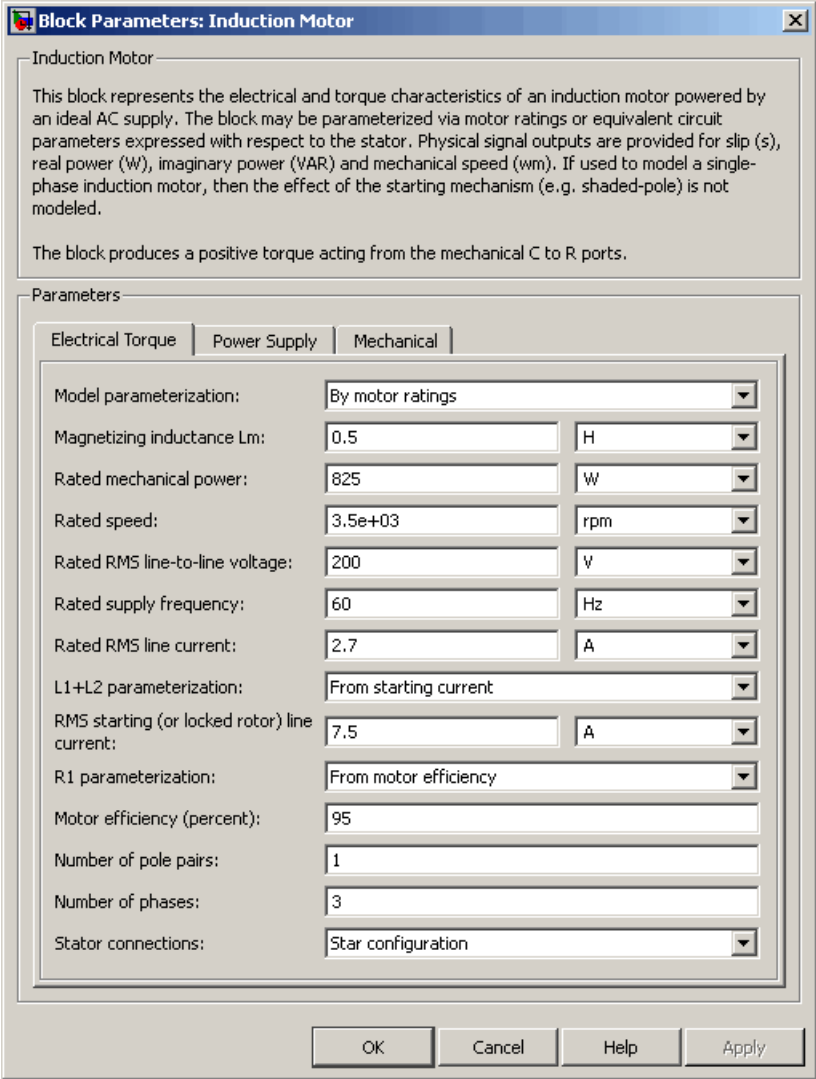 Block Parameters: Induction Motor
Induction Motor
This block represents the electrical and torque characteristics of an induction motor powered by
an ideal AC supply. The block may be parameterized via motor ratings or equivalent circuit
parameters expressed with respect to the stator. Physical signal outputs are provided for slip (s),
real power (W), imaginary power (VAR) and mechanical speed (wm). If used to model a single-
phase induction motor, then the effect of the starting mechanism (e.g. shaded-pole) is not
modeled.
The block produces a positive torque acting from the mechanical C to R ports.
Parameters
Electrical Torque Power Supply Mechanical
Model parameterization: By motor ratings
Magnetizing inductance Lm: 0.5 H
Rated mechanical power: 825 W
Rated speed: 3.5e+03 rpm
Rated RMS line-to-line voltage: 200 V
Rated supply frequency: 60 Hz
Rated RMS line current: 2.7 A
L1+L2 parameterization: From starting current
RMS starting (or locked rotor) line
current: 7.5 A
R1 parameterization: From motor efficiency
Motor efficiency (percent): 95
Number of pole pairs: 1
Number of phases: 3
Stator connections: Star configuration
OK Cancel Help Apply